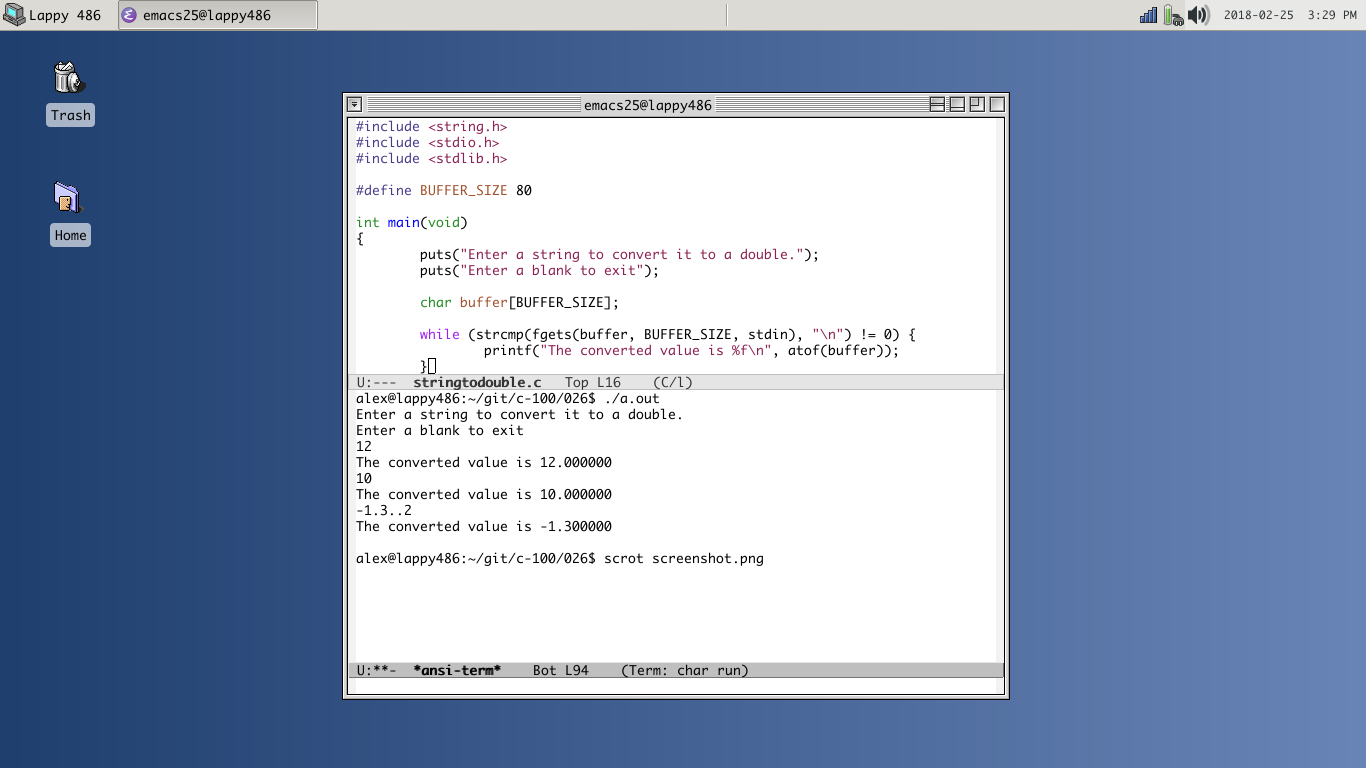 Lappy 486 emacs25@lappy486 2018-02-25 3:29 PM
Trash
Home
emacs25@lappy486
#include <string.h>
#include <stdio.h>
#include <stdlib.h>
#define BUFFER_SIZE 80
int main(void)
{
puts("Enter a string to convert it to a double.");
puts("Enter a blank to exit");
char buffer[BUFFER_SIZE];
while (strcmp(fgets(buffer, BUFFER_SIZE, stdin), "\n") != 0) {
printf("The converted value is %f\n", atof(buffer));
}
U:--- stringtodouble.c Top L16 (C/l)
alex@lappy486:~/git/c-100/026$ ./a.out
Enter a string to convert it to a double.
Enter a blank to exit
12
The converted value is 12.000000
10
The converted value is 10.000000
-1.3..2
The converted value is -1.300000
alex@lappy486:~/git/c-100/026$ scrot screenshot.png
U:**- *ansi-term* Bot L94 (Term: char run)